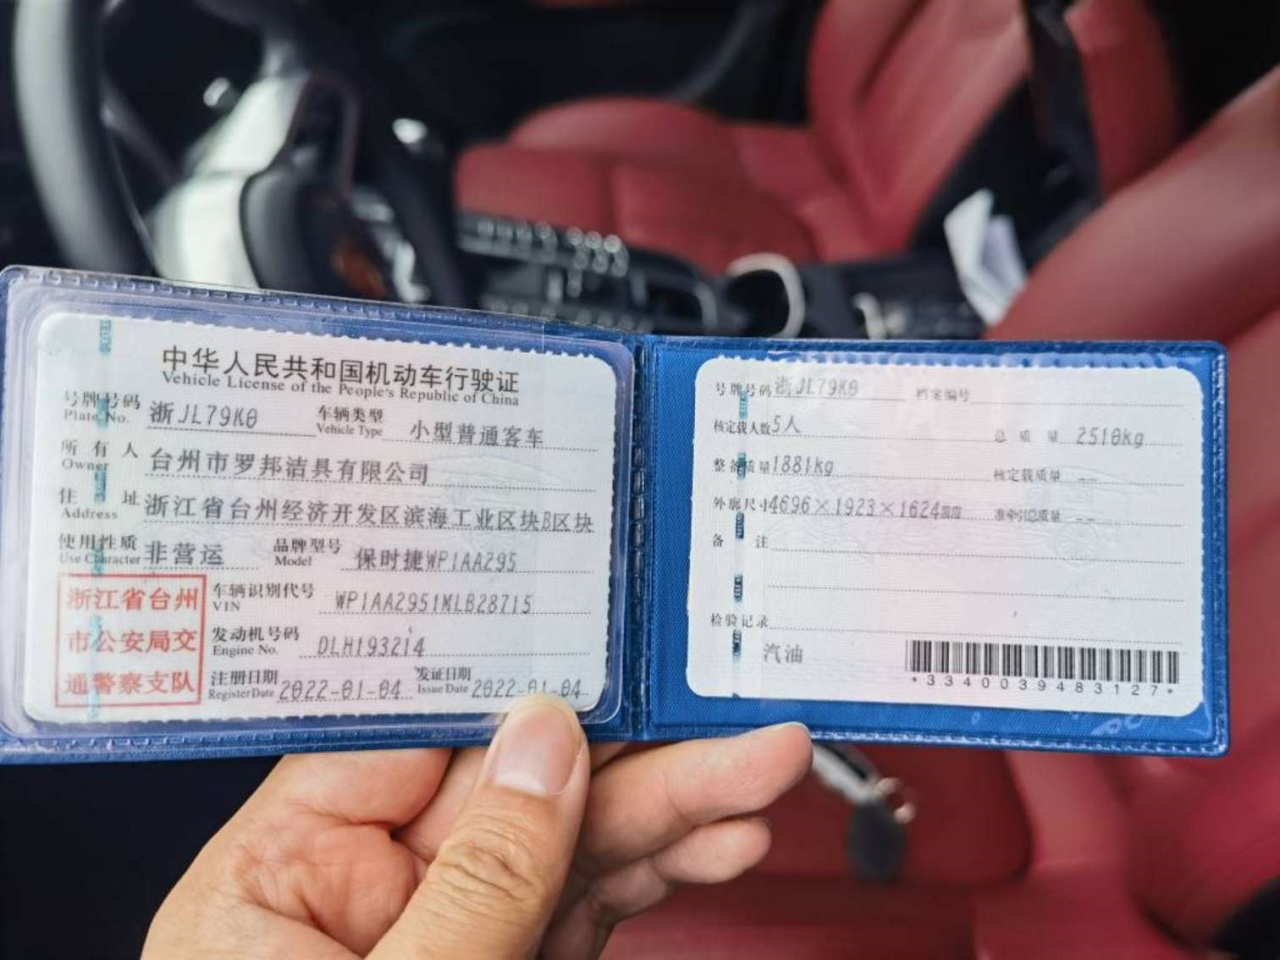 中华人民共和国机动车行驶证
Vehicle License of the People's Republic of China
号牌号码 浙JL79K0 车辆类型 小型普通客车
Plate No. Vehicle Type
所有人 台州市罗邦洁具有限公司
Owner
住址 浙江省台州经济开发区滨海工业区块B区块
Address
使用性质 非营运 品牌型号 保时捷WP1AA295
Use Character Model
浙江省台州
市公安局交
通警察支队
车辆识别代号 WP1AA2951MLB28715
VIN
发动机号码 DLH193214
Engine No.
注册日期 2022-01-04 发证日期 2022-01-04
Register Date Issue Date
号牌号码 浙JL79K0 档案编号
核定载人数 5人 总质量 2510kg
整备质量 1881kg 核定载质量 --
外廓尺寸 4696×1923×1624mm 准牵引总质量 --
备注
检验记录
汽油
*3340039483127*